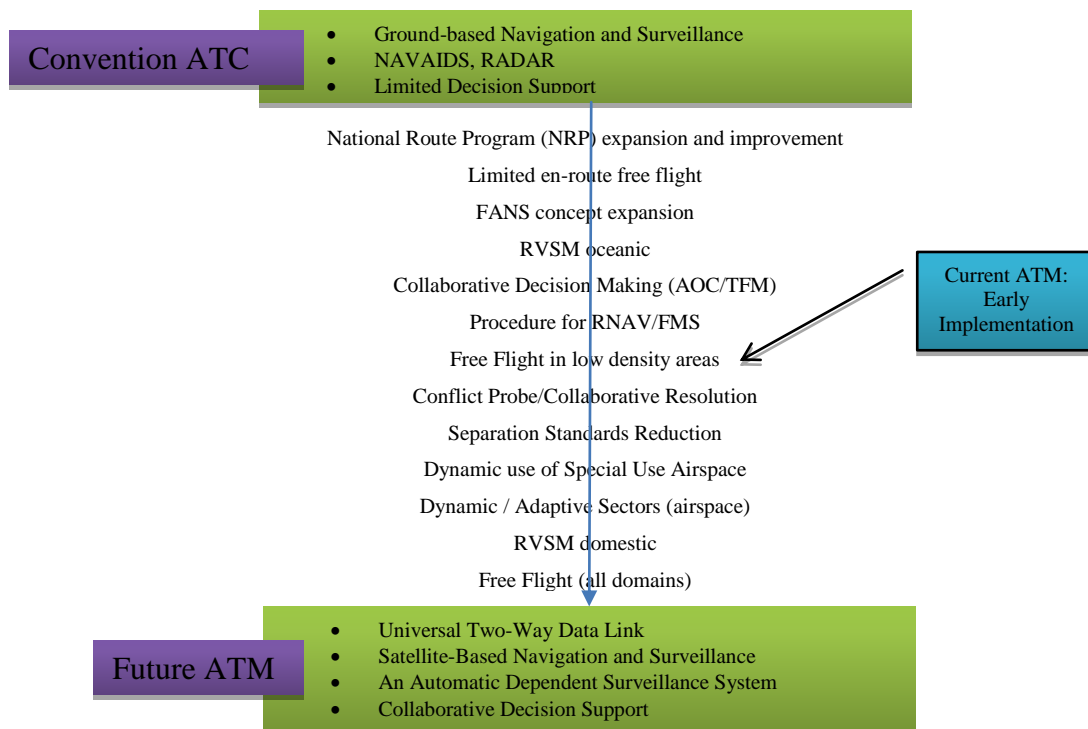 Convention ATC
• Ground-based Navigation and Surveillance
• NAVAIDS, RADAR
• Limited Decision Support
National Route Program (NRP) expansion and improvement
Limited en-route free flight
FANS concept expansion
RVSM oceanic
Collaborative Decision Making (AOC/TFM)
Procedure for RNAV/FMS
Free Flight in low density areas
Conflict Probe/Collaborative Resolution
Separation Standards Reduction
Dynamic use of Special Use Airspace
Dynamic / Adaptive Sectors (airspace)
RVSM domestic
Free Flight (all domains)
Current ATM:
Early
Implementation
Future ATM
• Universal Two-Way Data Link
• Satellite-Based Navigation and Surveillance
• An Automatic Dependent Surveillance System
• Collaborative Decision Support